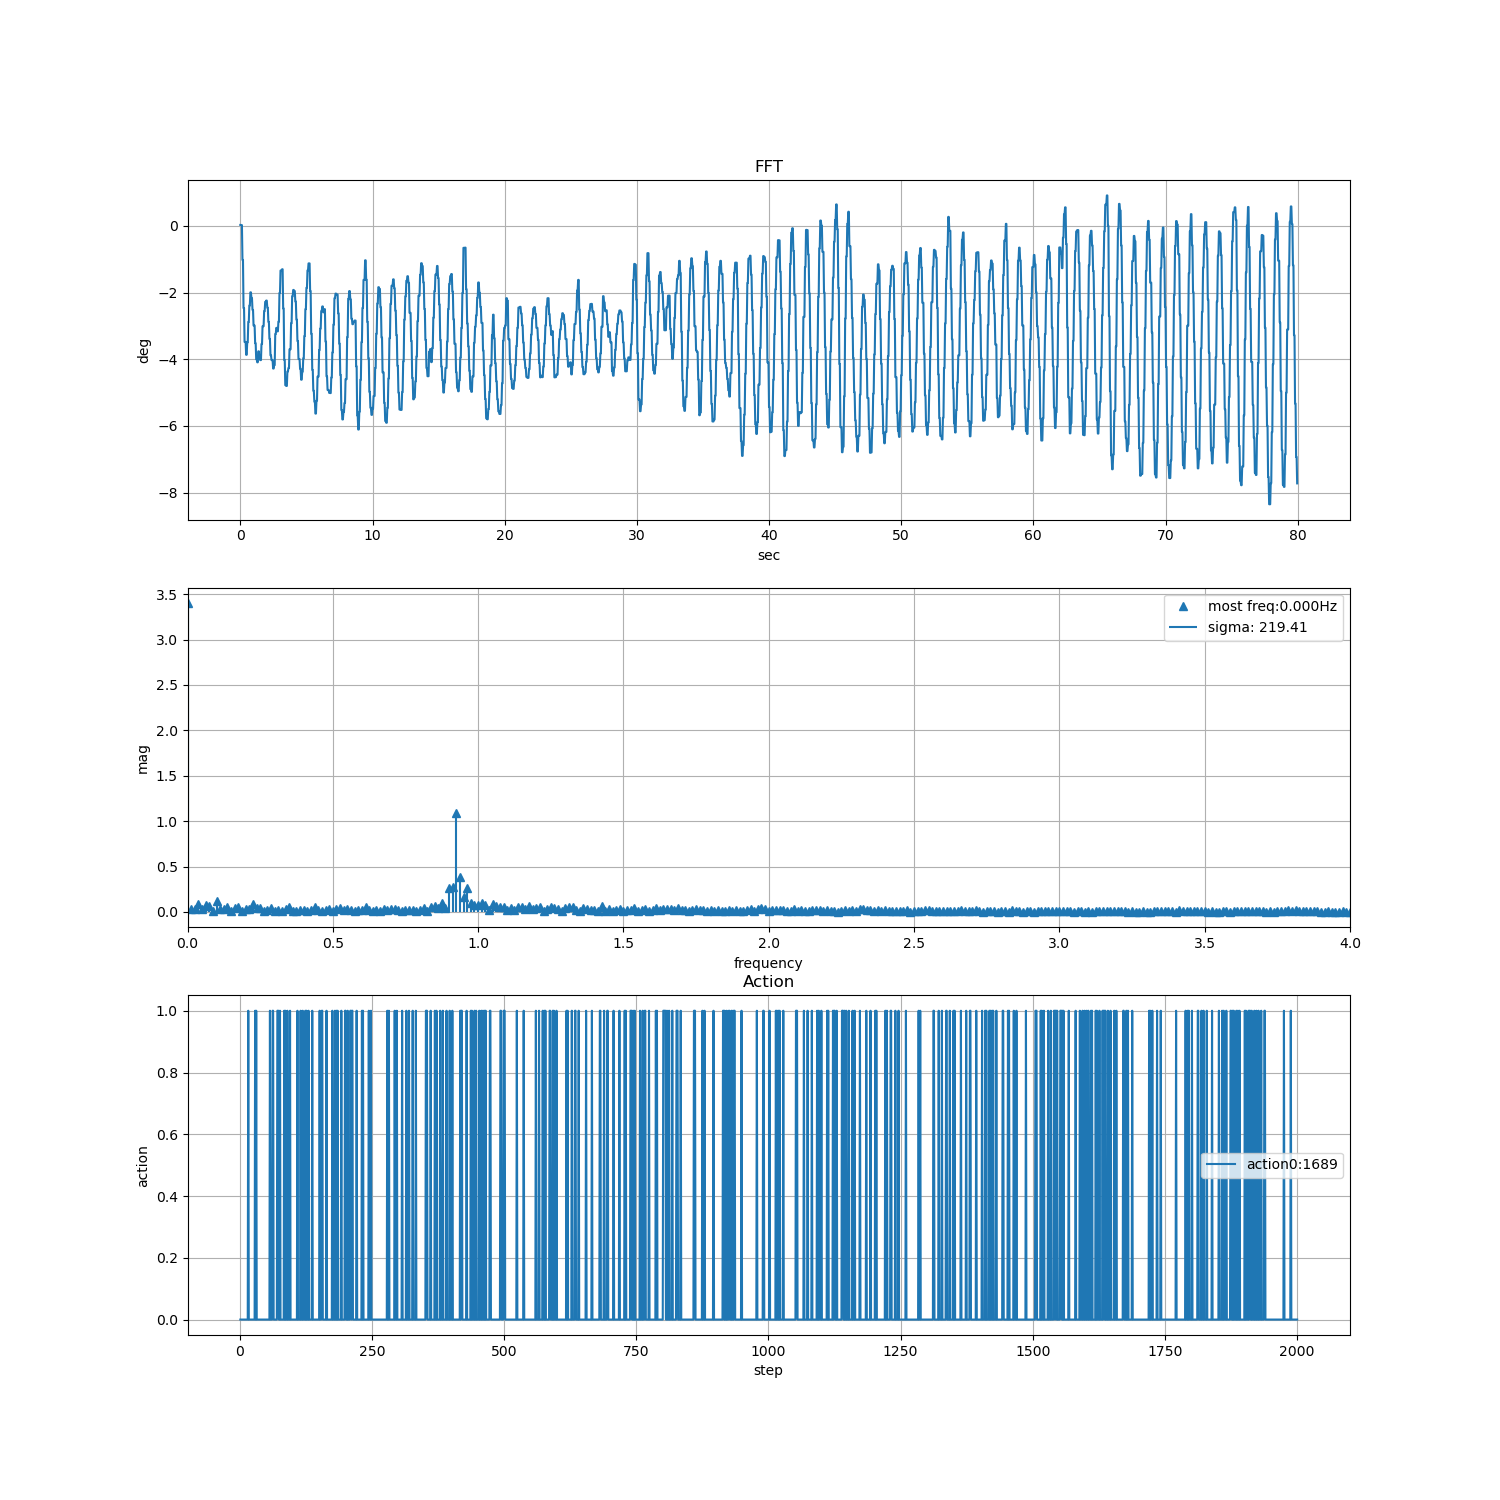 FFT
0
−2
−4
−6
−8
deg
0 10 20 30 40 50 60 70 80
sec
3.5
3.0
2.5
2.0
1.5
1.0
0.5
0.0
mag
most freq:0.000Hz
sigma: 219.41
0.0 0.5 1.0 1.5 2.0 2.5 3.0 3.5 4.0
frequency
Action
1.0
0.8
0.6
0.4
0.2
0.0
action
action0:1689
0 250 500 750 1000 1250 1500 1750 2000
step